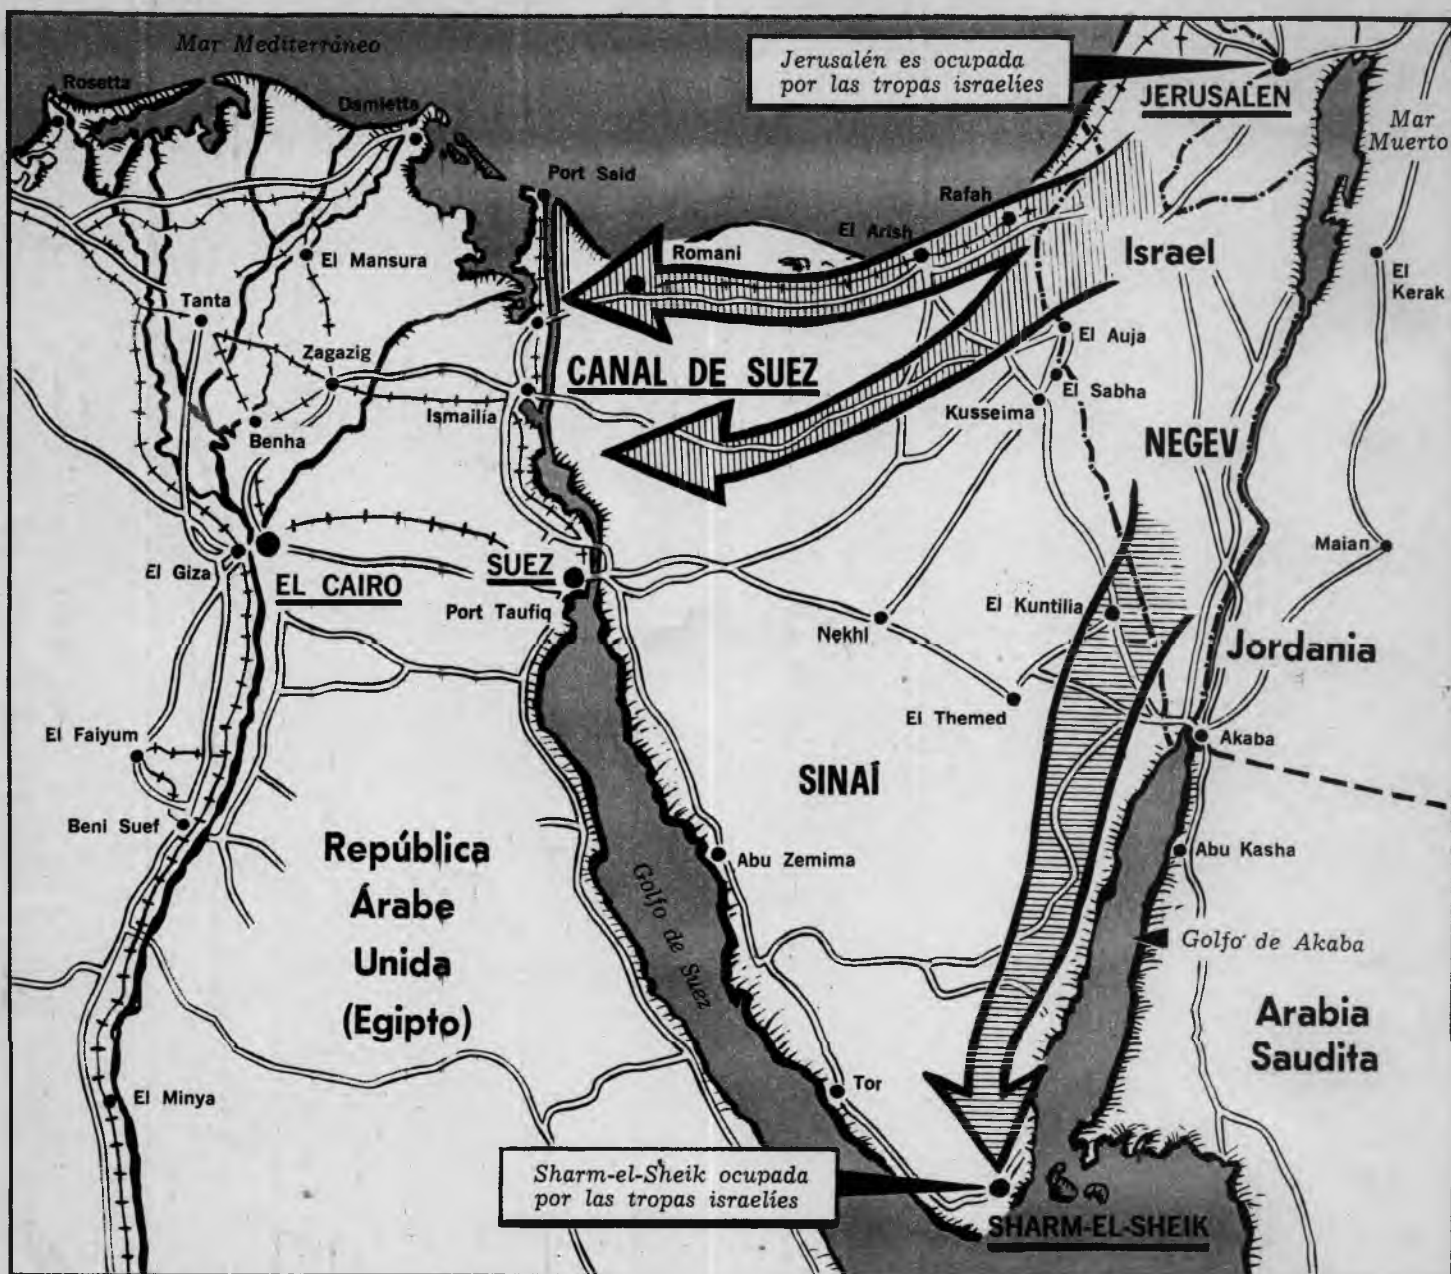 Mar Mediterráneo
Rosetta
Damietta
Jerusalén es ocupada
por las tropas israelíes
JERUSALÉN
Mar
Muerto
Port Said
Rafah
El Arish
Romani
Israel
El Mansura
El
Kerak
Tanta
El Auja
Zagazig
CANAL DE SUEZ
El Sabha
Ismailía
Kusseima
Benha
NEGEV
Maian
El Giza
SUEZ
EL CAIRO
Port Taufiq
El Kuntilia
Nekhl
Jordania
El Themed
El Faiyum
Akaba
SINAÍ
Beni Suef
República
Árabe
Unida
(Egipto)
Abu Zemima
Abu Kasha
Golfo de Suez
Golfo de Akaba
Arabia
Saudita
El Minya
Tor
Sharm-el-Sheik ocupada
por las tropas israelíes
SHARM-EL-SHEIK